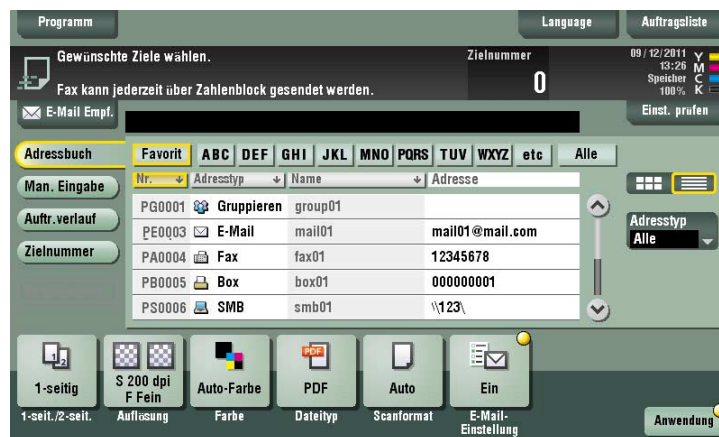 Programm Language Auftragsliste
Gewünschte Ziele wählen. Zielnummer 09/12/2011 Y
13:26 M
0 Speicher C
Fax kann jederzeit über Zahlenblock gesendet werden. 100% K
E-Mail Empf. Einst. prüfen
Adressbuch Favorit ABC DEF GHI JKL MNO PQRS TUV WXYZ etc Alle
Man. Eingabe Nr. Adresstyp Name Adresse
PG0001 Gruppieren group01
Auftr.verlauf PE0003 E-Mail mail01 mail01@mail.com Adresstyp
Alle
Zielnummer PA0004 Fax fax01 12345678
PB0005 Box box01 000000001
PS0006 SMB smb01 \\123\
1-seitig S 200 dpi
F Fein Auto-Farbe PDF Auto Ein
1-seit./2-seit. Auflösung Farbe Dateityp Scanformat E-Mail-
Einstellung Anwendung